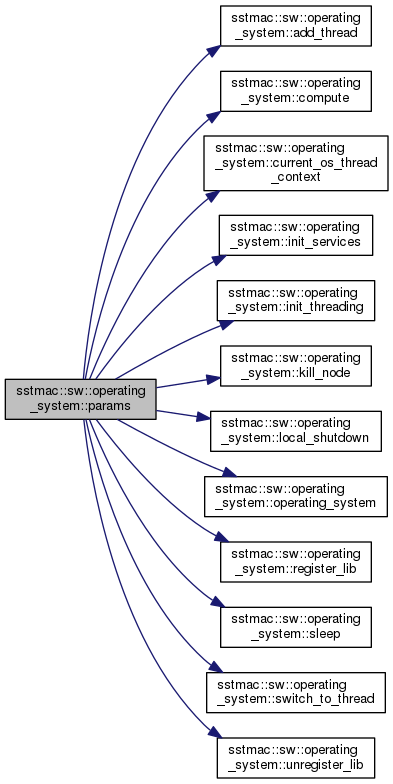 sstmac::sw::operating
_system::add_thread
sstmac::sw::operating
_system::compute
sstmac::sw::operating
_system::current_os_thread
_context
sstmac::sw::operating
_system::init_services
sstmac::sw::operating
_system::init_threading
sstmac::sw::operating
_system::kill_node
sstmac::sw::operating
_system::params
sstmac::sw::operating
_system::local_shutdown
sstmac::sw::operating
_system::operating_system
sstmac::sw::operating
_system::register_lib
sstmac::sw::operating
_system::sleep
sstmac::sw::operating
_system::switch_to_thread
sstmac::sw::operating
_system::unregister_lib